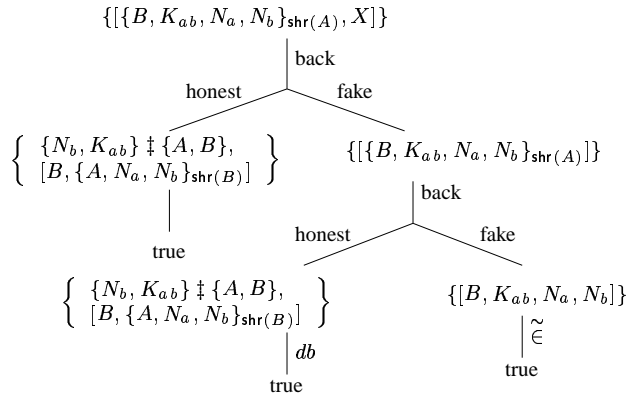 {[{B, K_ab, N_a, N_b}_shr(A), X]}
back
honest fake
{ {N_b, K_ab} ‡ {A, B}, [B, {A, N_a, N_b}_shr(B)] }
{[{B, K_ab, N_a, N_b}_shr(A)]}
back
true
honest fake
{ {N_b, K_ab} ‡ {A, B}, [B, {A, N_a, N_b}_shr(B)] }
{[B, K_ab, N_a, N_b]}
db
∈̃
true
true